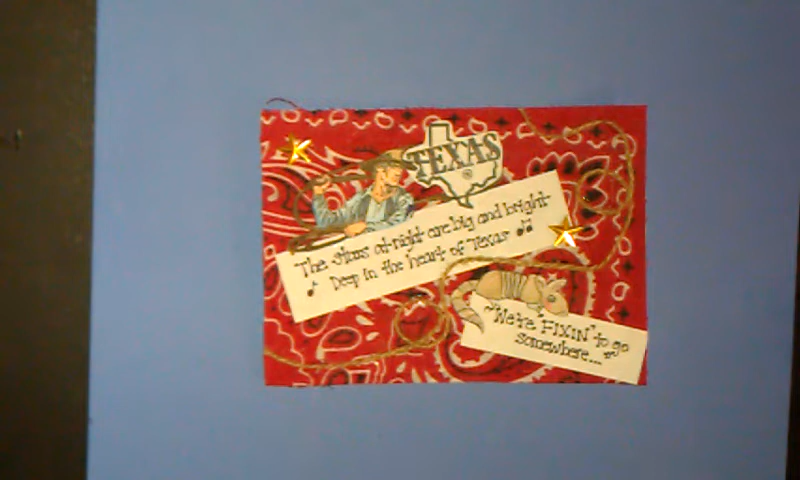 TEXAS
"The stars at night are big and bright
Deep in the heart of Texas
"We're FIXIN' to go
somewhere..."